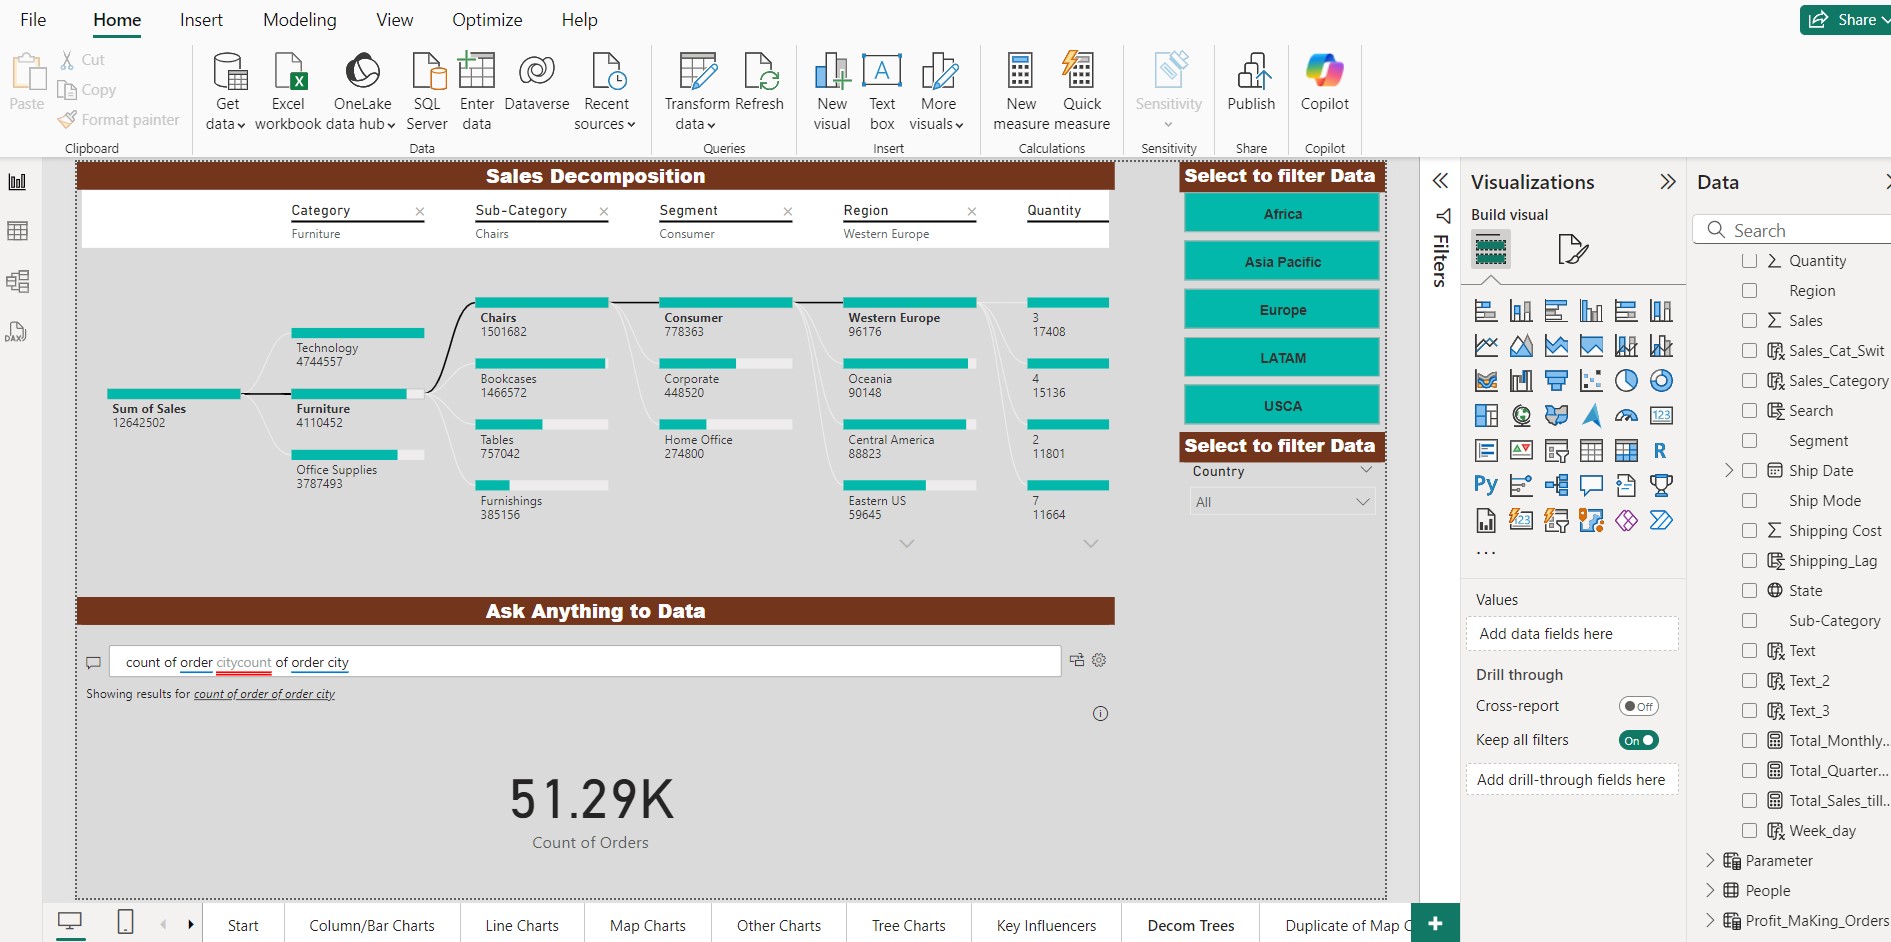 File
Home
Insert
Modeling
View
Optimize
Help
Share
Paste
Cut
Copy
Format painter
Clipboard
Get data
Excel workbook
OneLake data hub
SQL Server
Enter data
Dataverse
Recent sources
Data
Transform data
Refresh
Queries
New visual
Text box
More visuals
Insert
New measure
Quick measure
Calculations
Sensitivity
Sensitivity
Publish
Share
Copilot
Copilot
Sales Decomposition
Category
Furniture
Sub-Category
Chairs
Segment
Consumer
Region
Western Europe
Quantity
Sum of Sales
12642502
Technology
4744557
Furniture
4110452
Office Supplies
3787493
Chairs
1501682
Bookcases
1466572
Tables
757042
Furnishings
385156
Consumer
778363
Corporate
448520
Home Office
274800
Western Europe
96176
Oceania
90148
Central America
88823
Eastern US
59645
3
17408
4
15136
2
11801
7
11664
Select to filter Data
Africa
Asia Pacific
Europe
LATAM
USCA
Select to filter Data
Country
All
Ask Anything to Data
count of order citycount of order city
Showing results for count of order of order city
51.29K
Count of Orders
Filters
Visualizations
Build visual
123
R
Py
123
...
Values
Add data fields here
Drill through
Cross-report
Off
Keep all filters
On
Add drill-through fields here
Data
Search
Quantity
Region
Sales
Sales_Cat_Swit
Sales_Category
Search
Segment
Ship Date
Ship Mode
Shipping Cost
Shipping_Lag
State
Sub-Category
Text
Text_2
Text_3
Total_Monthly...
Total_Quarter...
Total_Sales_till...
Week_day
Parameter
People
Profit_MaKing_Orders
DAX
Start
Column/Bar Charts
Line Charts
Map Charts
Other Charts
Tree Charts
Key Influencers
Decom Trees
Duplicate of Map C